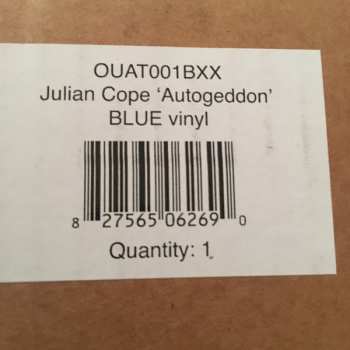 OUAT001BXX
Julian Cope ‘Autogeddon’
BLUE vinyl
8 27565 06269 0
Quantity: 1